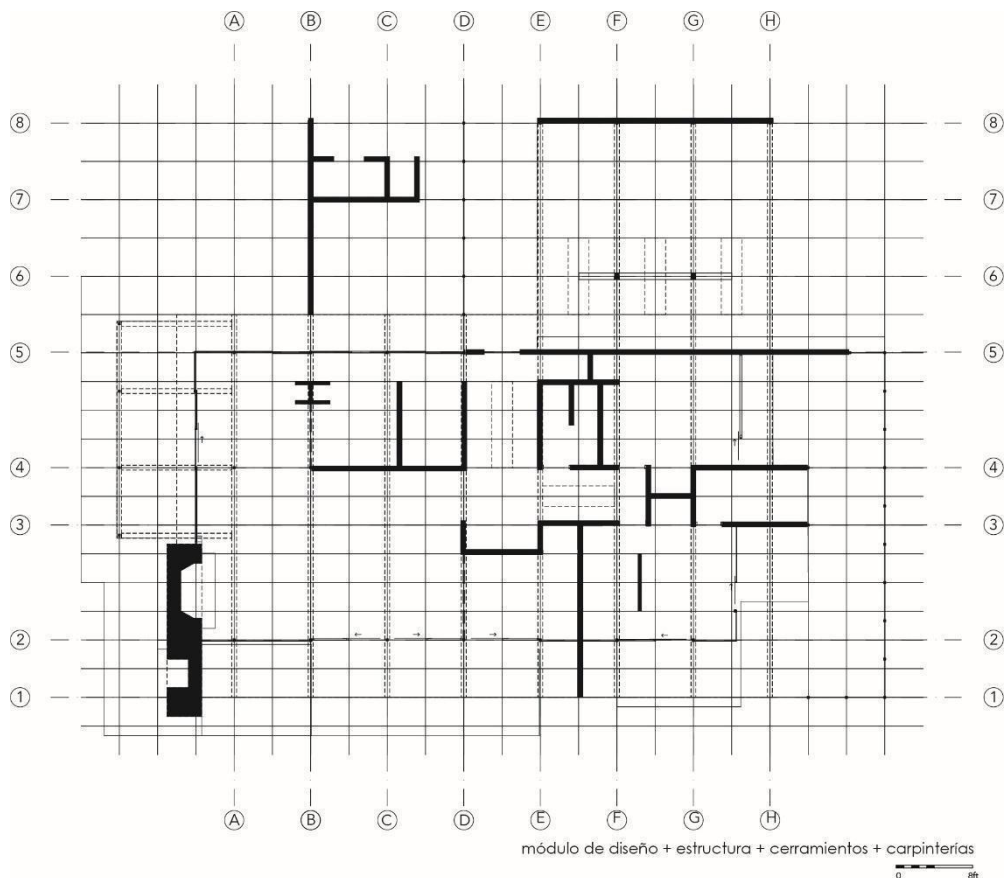 A B C D E F G H
8 8
7 7
6 6
5 5
4 4
3 3
2 2
1 1
A B C D E F G H
módulo de diseño + estructura + cerramientos + carpinterías
0 8ft